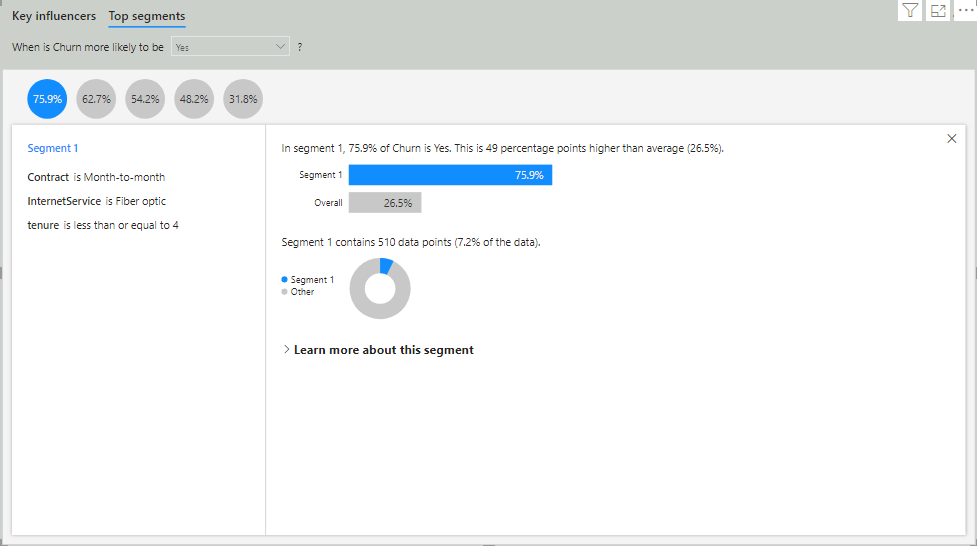 Key influencers Top segments
When is Churn more likely to be Yes ?
75.9% 62.7% 54.2% 48.2% 31.8%
Segment 1
Contract is Month-to-month
InternetService is Fiber optic
tenure is less than or equal to 4
In segment 1, 75.9% of Churn is Yes. This is 49 percentage points higher than average (26.5%).
Segment 1 75.9%
Overall 26.5%
Segment 1 contains 510 data points (7.2% of the data).
Segment 1
Other
Learn more about this segment